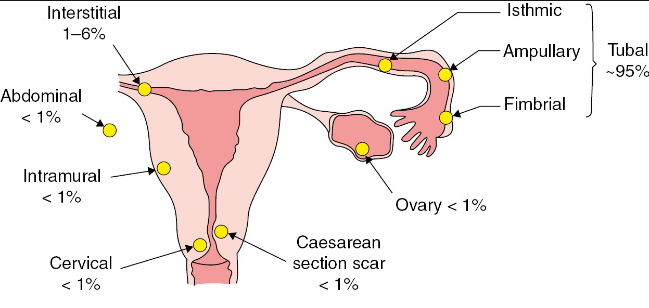 Interstitial
1–6%
Isthmic
Ampullary
Fimbrial
Tubal
~95%
Abdominal
< 1%
Intramural
< 1%
Ovary < 1%
Cervical
< 1%
Caesarean
section scar
< 1%